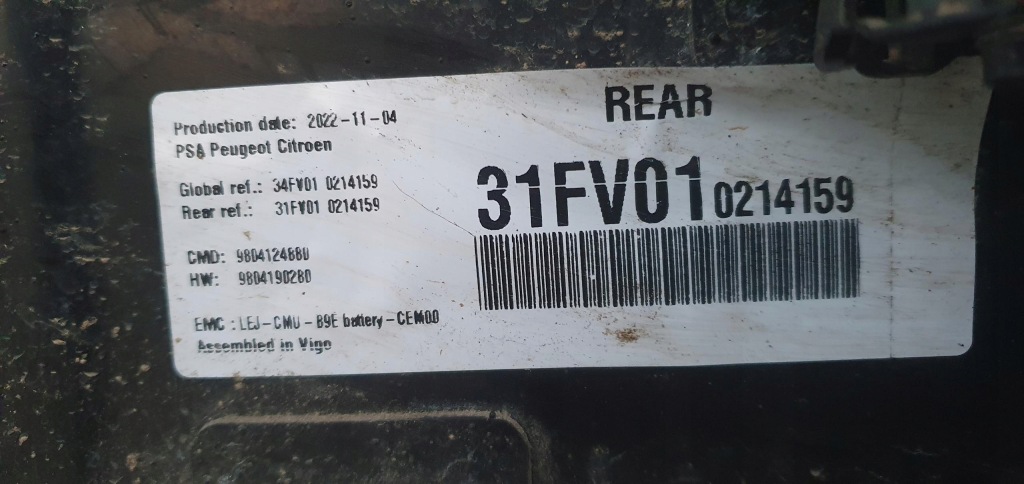 REAR
Production date: 2022-11-04
PSA Peugeot Citroen
Global ref.: 34FV01 0214159
Rear ref.: 31FV01 0214159
31FV01 0214159
CMD: 9804124880
HW: 9804190280
EMC : LEJ-CMU-B9E battery-CEM00
Assembled in Vigo